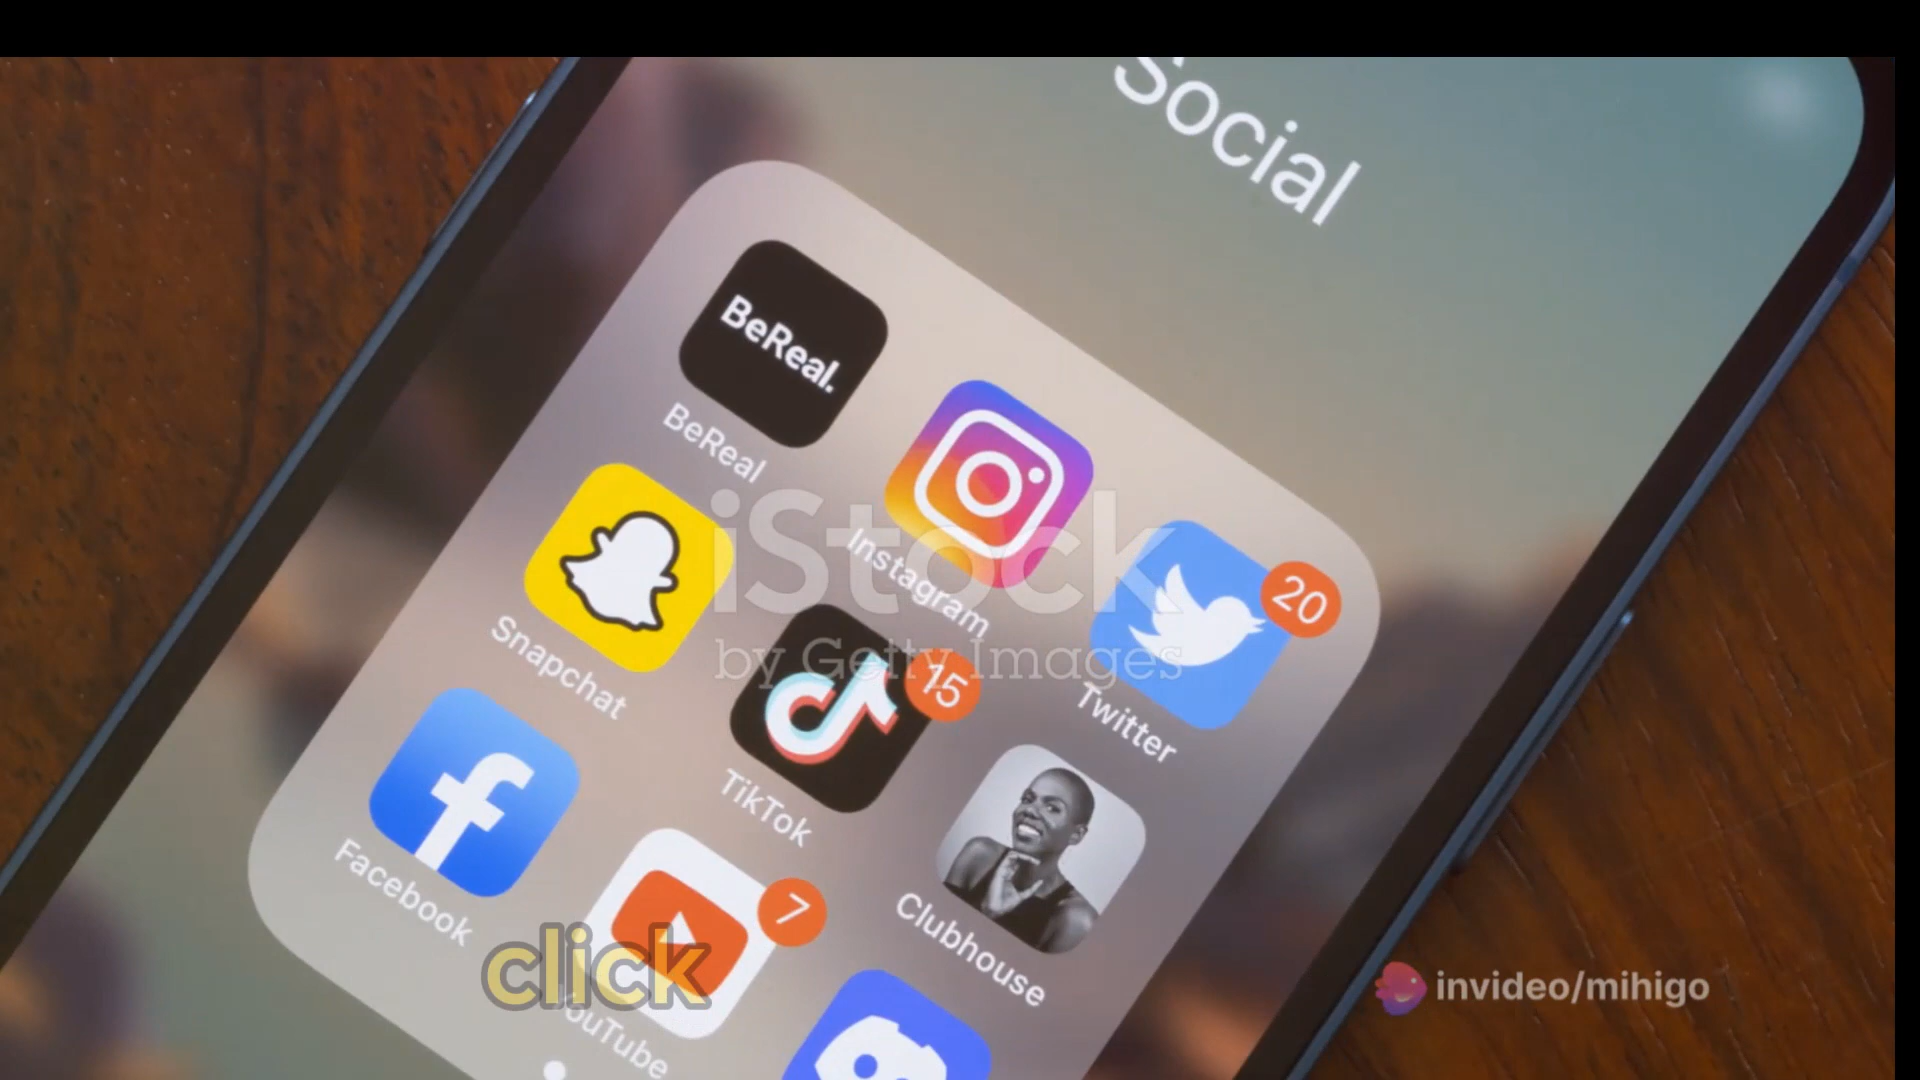 Social
BeReal.
BeReal
Instagram
20
Twitter
Snapchat
15
TikTok
Clubhouse
Facebook
7
YouTube
iStock
by Getty Images
click
invideo/mihigo